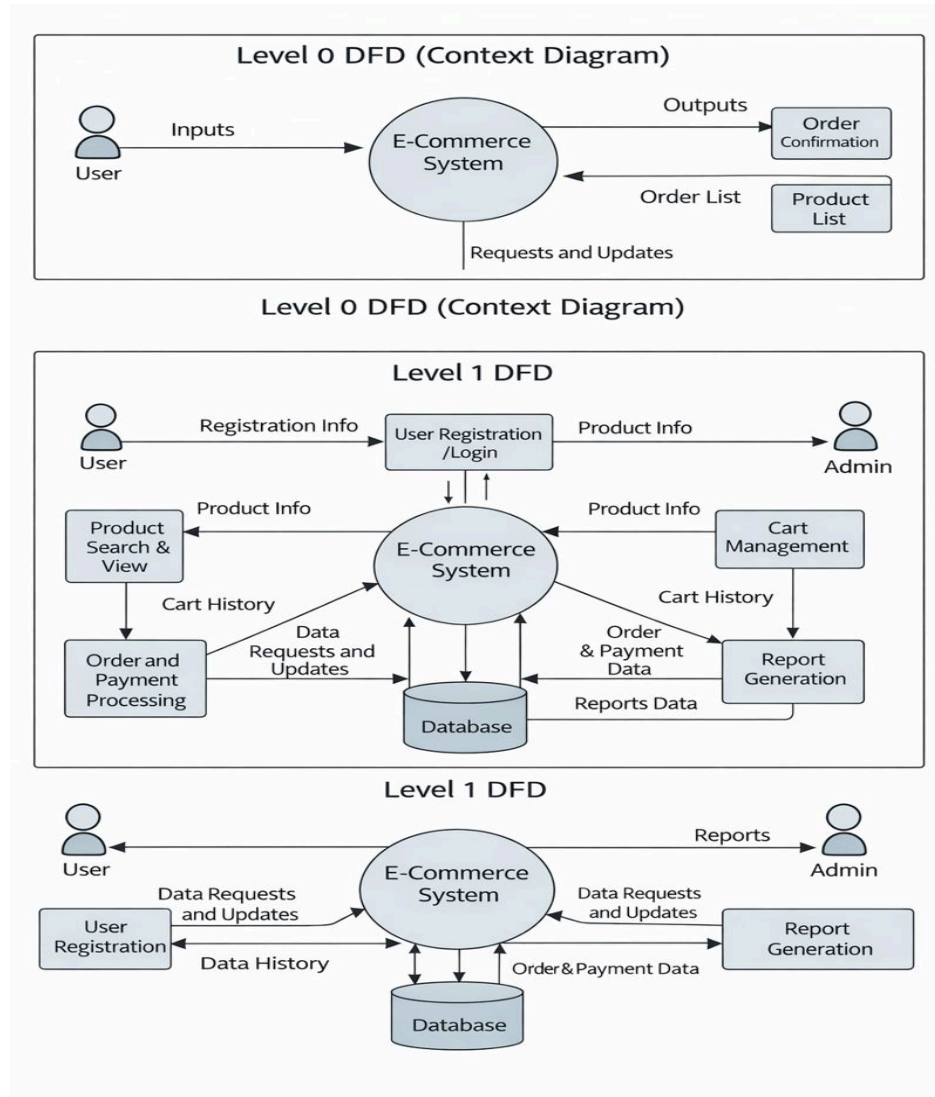 Level 0 DFD (Context Diagram)
Inputs
User
E-Commerce
System
Outputs
Order
Confirmation
Order List
Product
List
Requests and Updates
Level 0 DFD (Context Diagram)
Level 1 DFD
User
Registration Info
User Registration
/Login
Product Info
Admin
Product
Search &
View
Product Info
E-Commerce
System
Product Info
Cart
Management
Cart History
Cart History
Order and
Payment
Processing
Data
Requests and
Updates
Order
& Payment
Data
Report
Generation
Reports Data
Database
Level 1 DFD
User
E-Commerce
System
Reports
Admin
Data Requests
and Updates
Data Requests
and Updates
User
Registration
Report
Generation
Data History
Order & Payment Data
Database